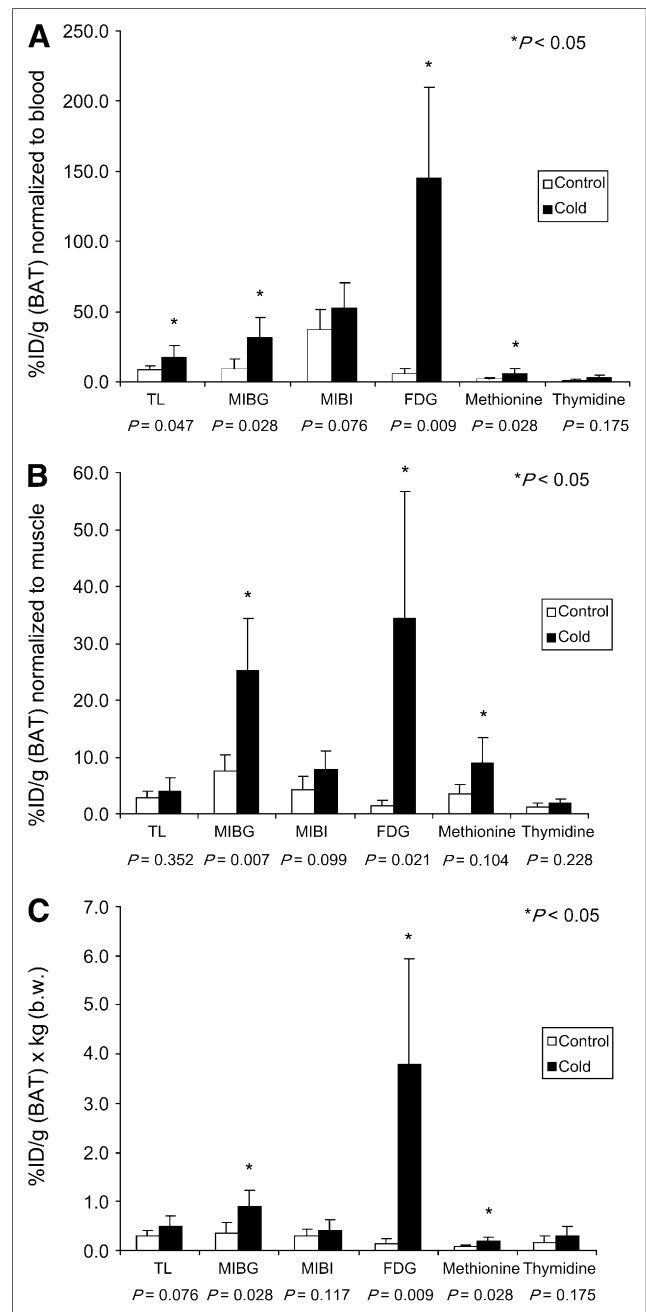 A
250.0
*P < 0.05
200.0
150.0
Control
Cold
100.0
50.0
0.0
%ID/g (BAT) normalized to blood
TL MIBG MIBI FDG Methionine Thymidine
P = 0.047 P = 0.028 P = 0.076 P = 0.009 P = 0.028 P = 0.175
* * * *
B
60.0
*P < 0.05
50.0
40.0
Control
Cold
30.0
20.0
10.0
0.0
%ID/g (BAT) normalized to muscle
TL MIBG MIBI FDG Methionine Thymidine
P = 0.352 P = 0.007 P = 0.099 P = 0.021 P = 0.104 P = 0.228
* * *
C
7.0
*P < 0.05
6.0
5.0
4.0
Control
Cold
3.0
2.0
1.0
0.0
%ID/g (BAT) x kg (b.w.)
TL MIBG MIBI FDG Methionine Thymidine
P = 0.076 P = 0.028 P = 0.117 P = 0.009 P = 0.028 P = 0.175
* * *